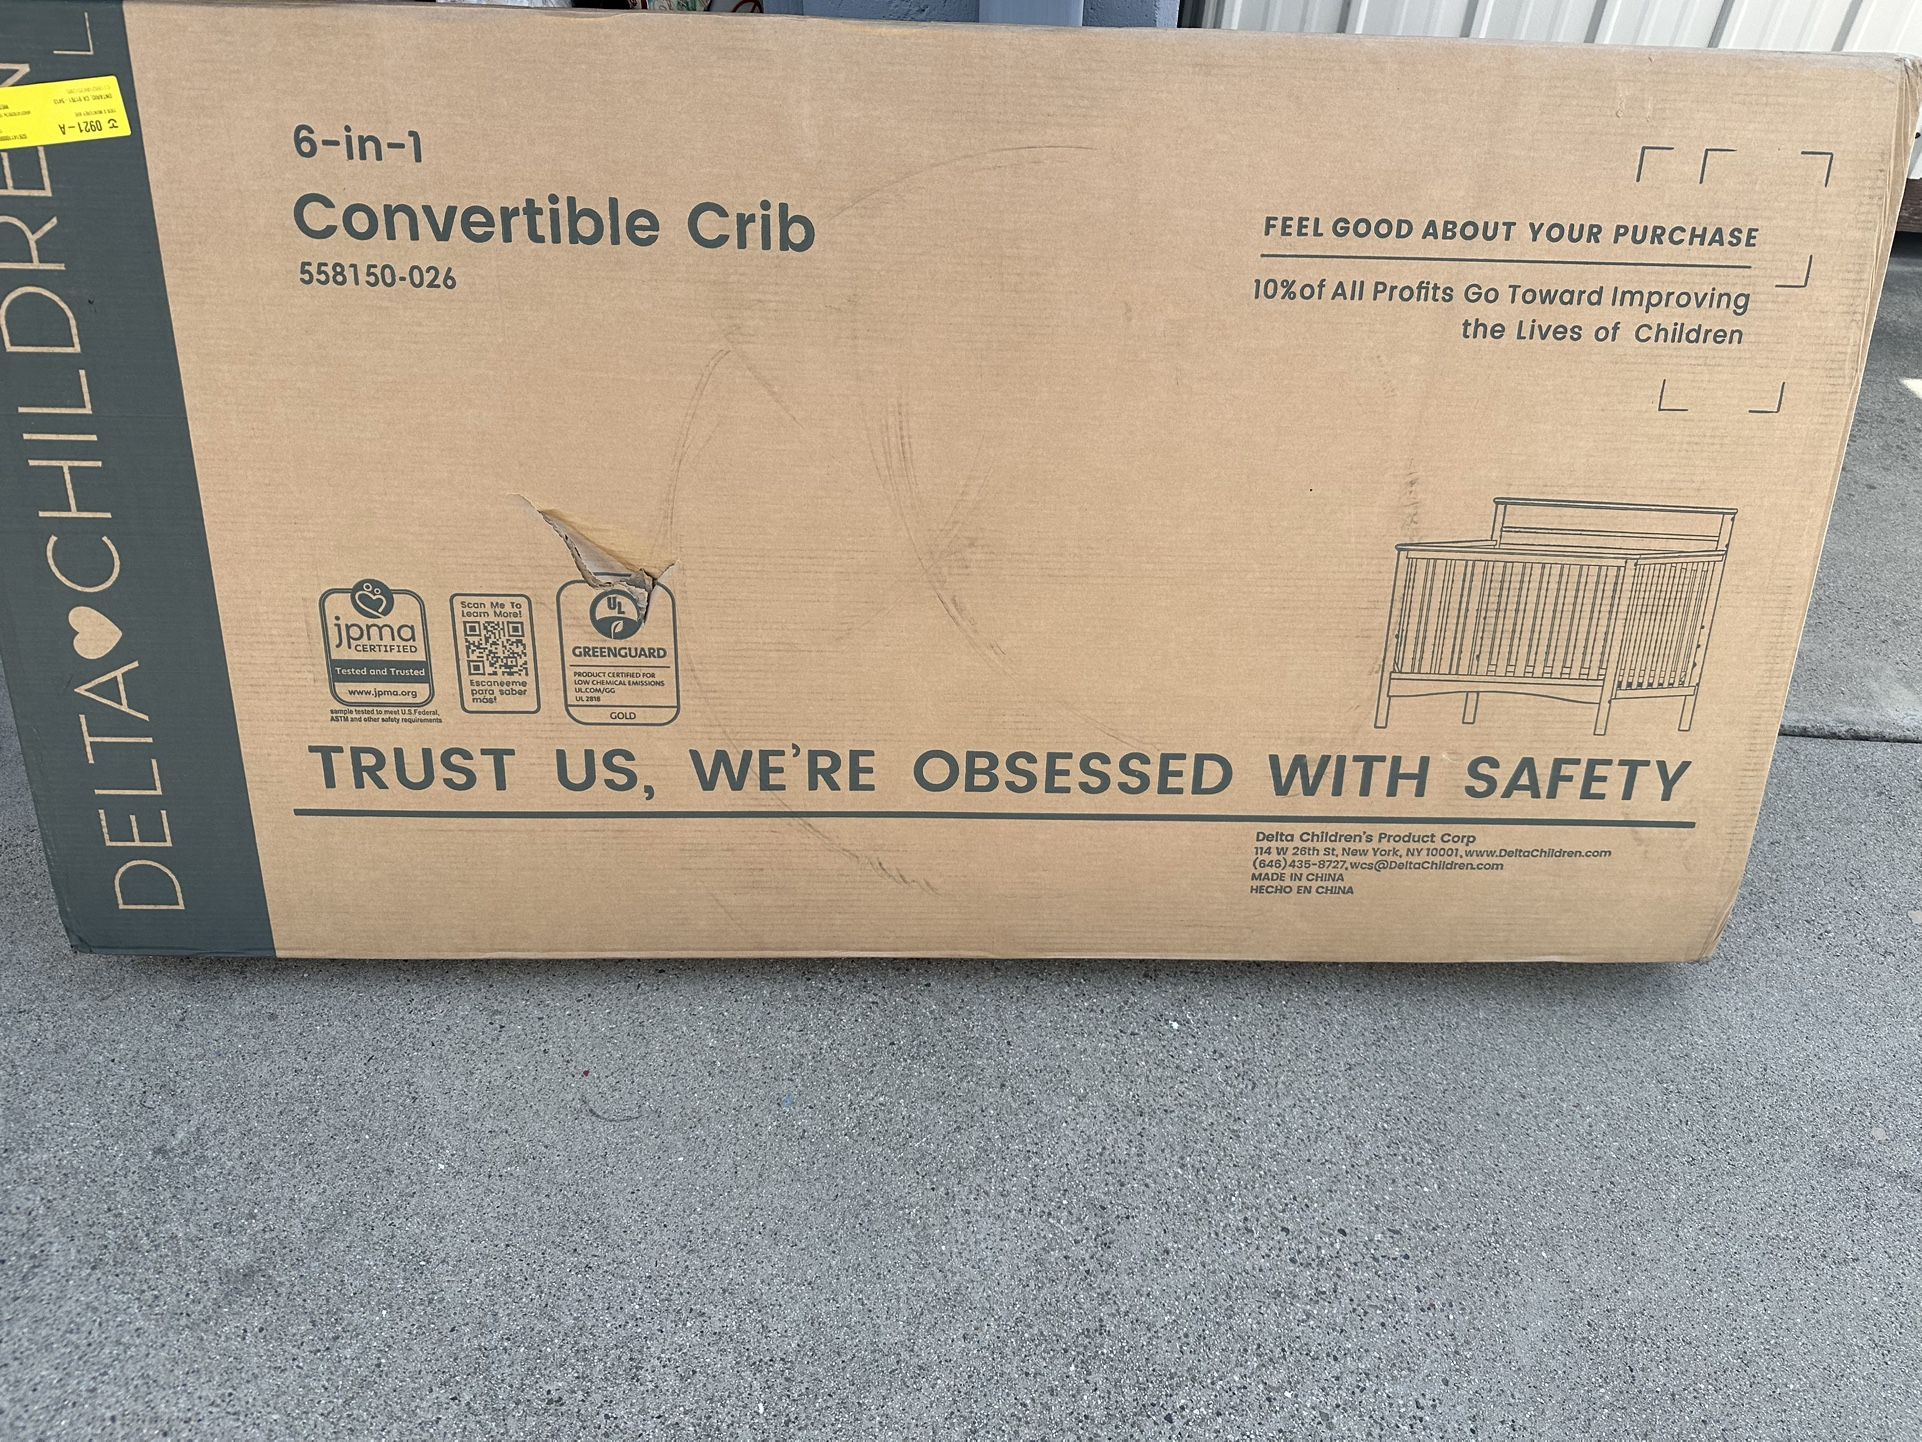 DELTA CHILDREN
0921-A
6-in-1
Convertible Crib
558150-026
FEEL GOOD ABOUT YOUR PURCHASE
10%of All Profits Go Toward Improving
the Lives of Children
jpma
CERTIFIED
Tested and Trusted
www.jpma.org
sample tested to meet U.S.Federal,
ASTM and other safety requirements
Scan Me To
Learn More!
Escaneeme
para saber
más!
UL
GREENGUARD
PRODUCT CERTIFIED FOR
LOW CHEMICAL EMISSIONS
UL.COM/GG
UL 2818
GOLD
TRUST US, WE'RE OBSESSED WITH SAFETY
Delta Children's Product Corp
114 W 26th St, New York, NY 10001, www.DeltaChildren.com
(646)435-8727, wcs@DeltaChildren.com
MADE IN CHINA
HECHO EN CHINA